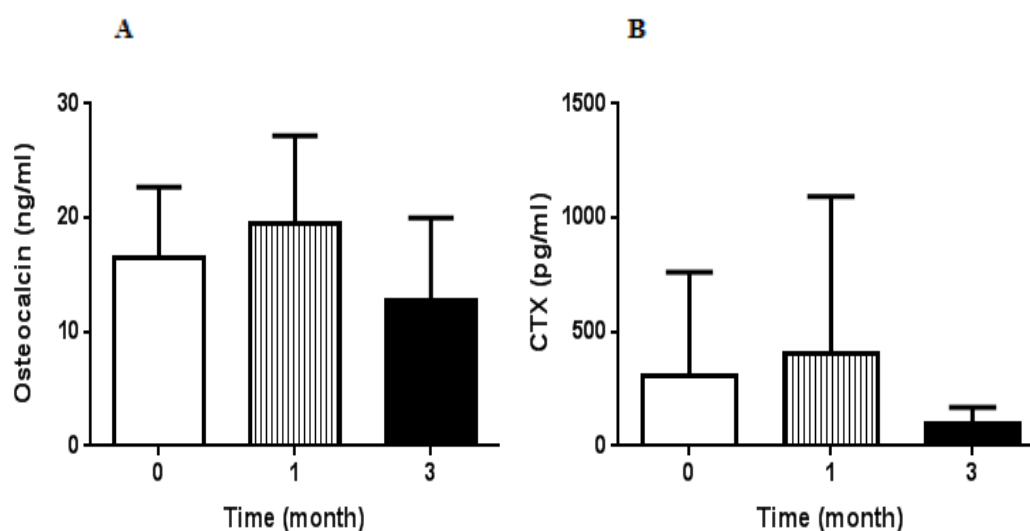 A
Osteocalcin (ng/ml)
30
20
10
0
0 1 3
Time (month)
B
CTX (pg/ml)
1500
1000
500
0
0 1 3
Time (month)